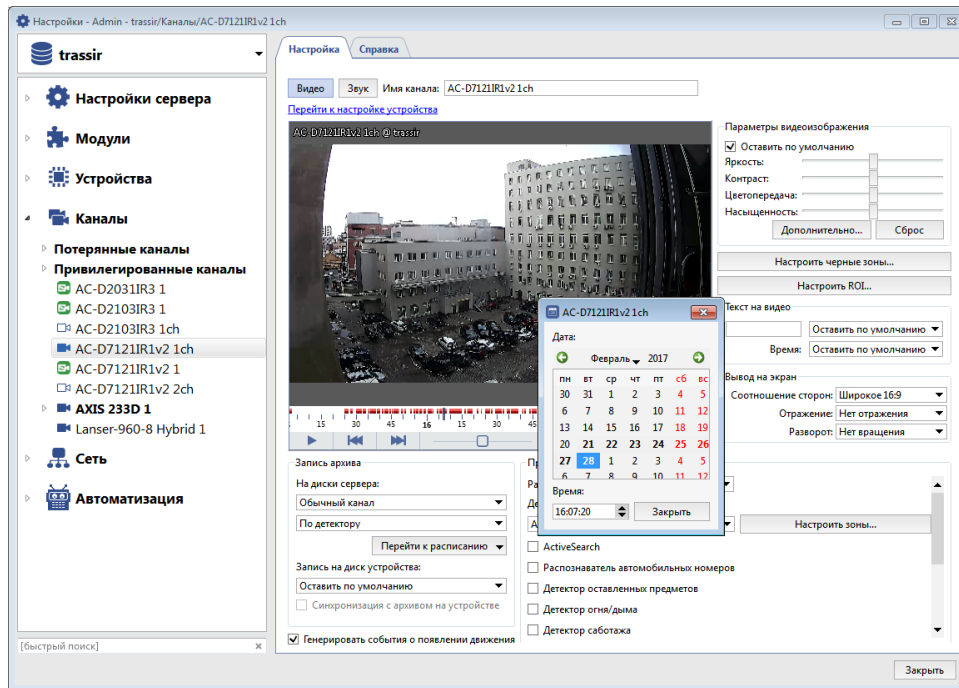 Настройки - Admin - trassir/Каналы/AC-D7121IR1v2 1ch
trassir
Настройки сервера
Модули
Устройства
Каналы
Потерянные каналы
Привилегированные каналы
AC-D2031IR3 1
AC-D2103IR3 1
AC-D2103IR3 1ch
AC-D7121IR1v2 1ch
AC-D7121IR1v2 1
AC-D7121IR1v2 2ch
AXIS 233D 1
Lanser-960-8 Hybrid 1
Сеть
Автоматизация
[быстрый поиск]
Настройка Справка
Видео Звук Имя канала: AC-D7121IR1v2 1ch
Перейти к настройке устройства
AC-D7121IR1v2 1ch @ trassir
15 30 45 16 15 30 45
Запись архива
На диски сервера:
Обычный канал
По детектору
Перейти к расписанию
Запись на диск устройства:
Оставить по умолчанию
Синхронизация с архивом на устройстве
Генерировать события о появлении движения
Параметры видеоизображения
Оставить по умолчанию
Яркость:
Контраст:
Цветопередача:
Насыщенность:
Дополнительно... Сброс
Настроить черные зоны...
Настроить ROI...
Текст на видео
Оставить по умолчанию
Время: Оставить по умолчанию
Вывод на экран
Соотношение сторон: Широкое 16:9
Отражение: Нет отражения
Разворот: Нет вращения
AC-D7121IR1v2 1ch
Дата:
Февраль 2017
пн вт ср чт пт сб вс
30 31 1 2 3 4 5
6 7 8 9 10 11 12
13 14 15 16 17 18 19
20 21 22 23 24 25 26
27 28 1 2 3 4 5
6 7 8 9 10 11 12
Время:
16:07:20 Закрыть
Настроить зоны...
ActiveSearch
Распознаватель автомобильных номеров
Детектор оставленных предметов
Детектор огня/дыма
Детектор саботажа
Закрыть